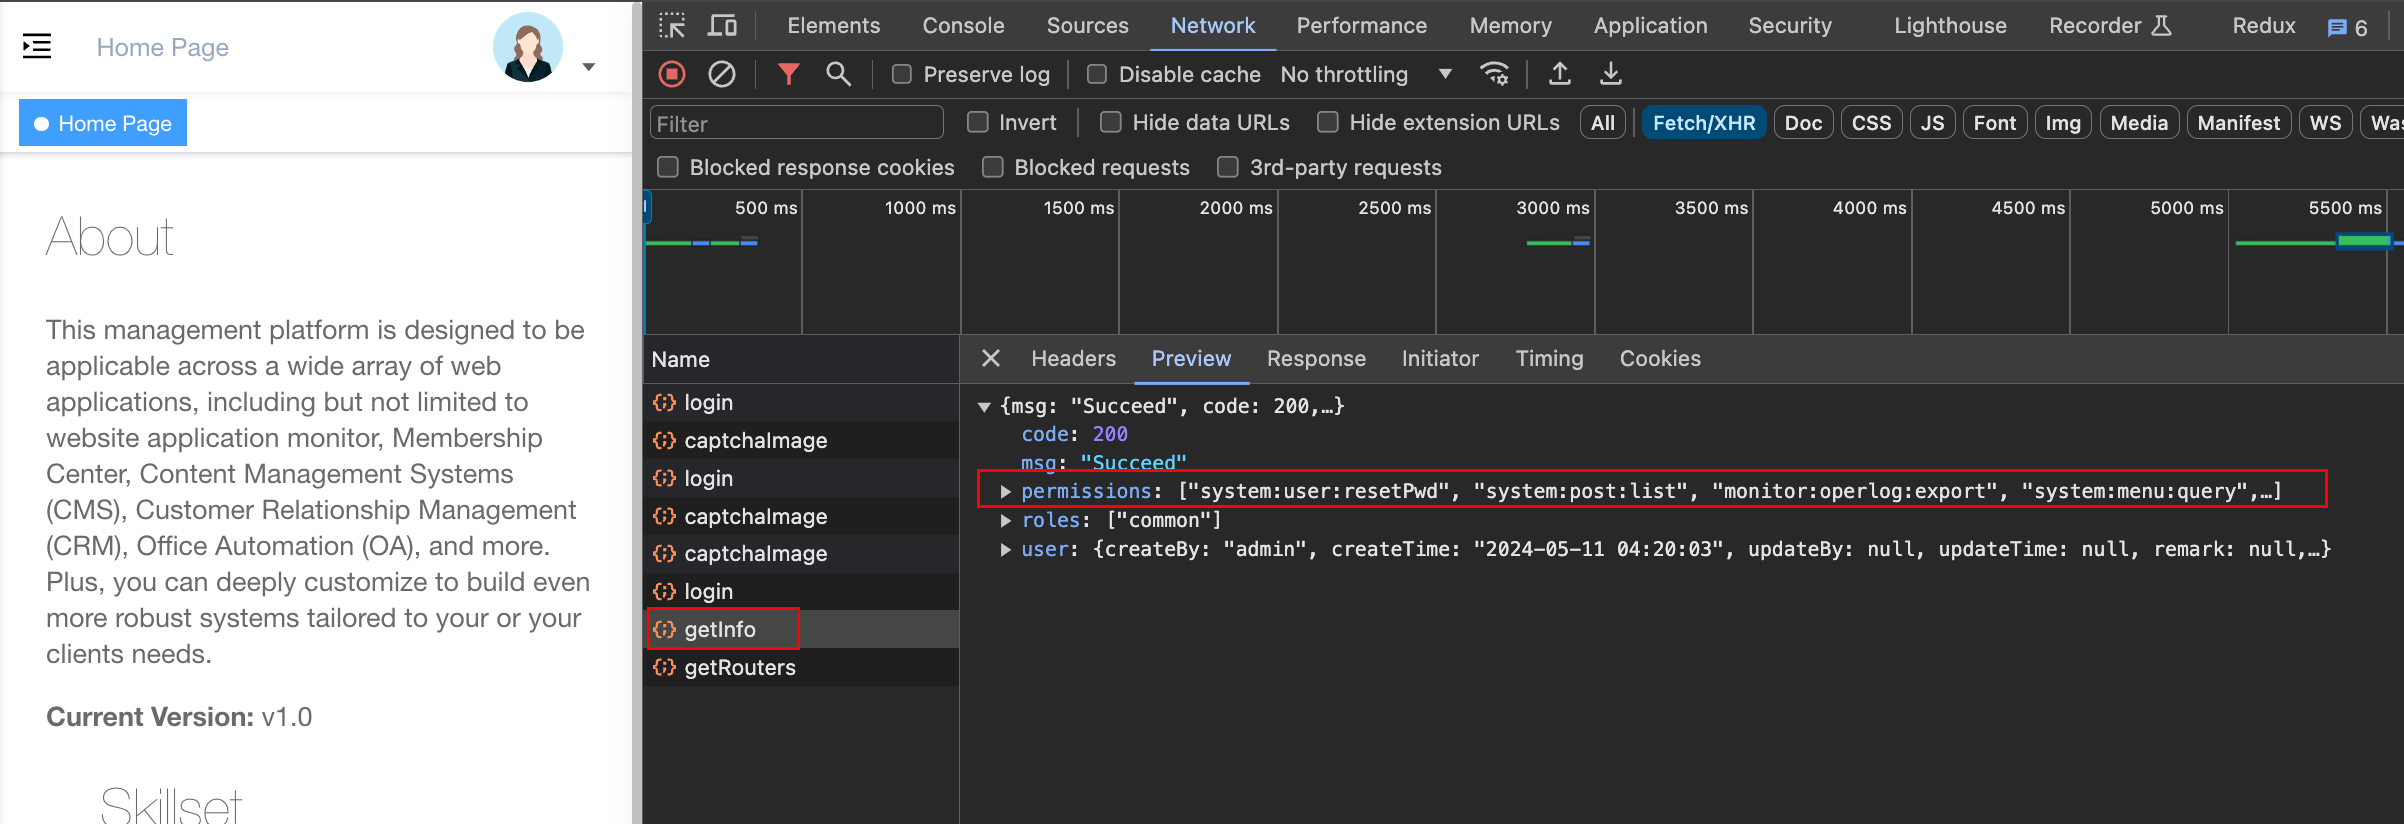 Home Page
Home Page
About
This management platform is designed to be
applicable across a wide array of web
applications, including but not limited to
website application monitor, Membership
Center, Content Management Systems
(CMS), Customer Relationship Management
(CRM), Office Automation (OA), and more.
Plus, you can deeply customize to build even
more robust systems tailored to your or your
clients needs.
Current Version: v1.0
Skillset
Elements Console Sources Network Performance Memory Application Security Lighthouse Recorder Redux 6
Preserve log Disable cache No throttling
Filter Invert Hide data URLs Hide extension URLs All Fetch/XHR Doc CSS JS Font Img Media Manifest WS
Blocked response cookies Blocked requests 3rd-party requests
500 ms 1000 ms 1500 ms 2000 ms 2500 ms 3000 ms 3500 ms 4000 ms 4500 ms 5000 ms 5500 ms
Name
login
captchaImage
login
captchaImage
captchaImage
login
getInfo
getRouters
Headers Preview Response Initiator Timing Cookies
{msg: "Succeed", code: 200,…}
code: 200
msg: "Succeed"
permissions: ["system:user:resetPwd", "system:post:list", "monitor:operlog:export", "system:menu:query",…]
roles: ["common"]
user: {createBy: "admin", createTime: "2024-05-11 04:20:03", updateBy: null, updateTime: null, remark: null,…}